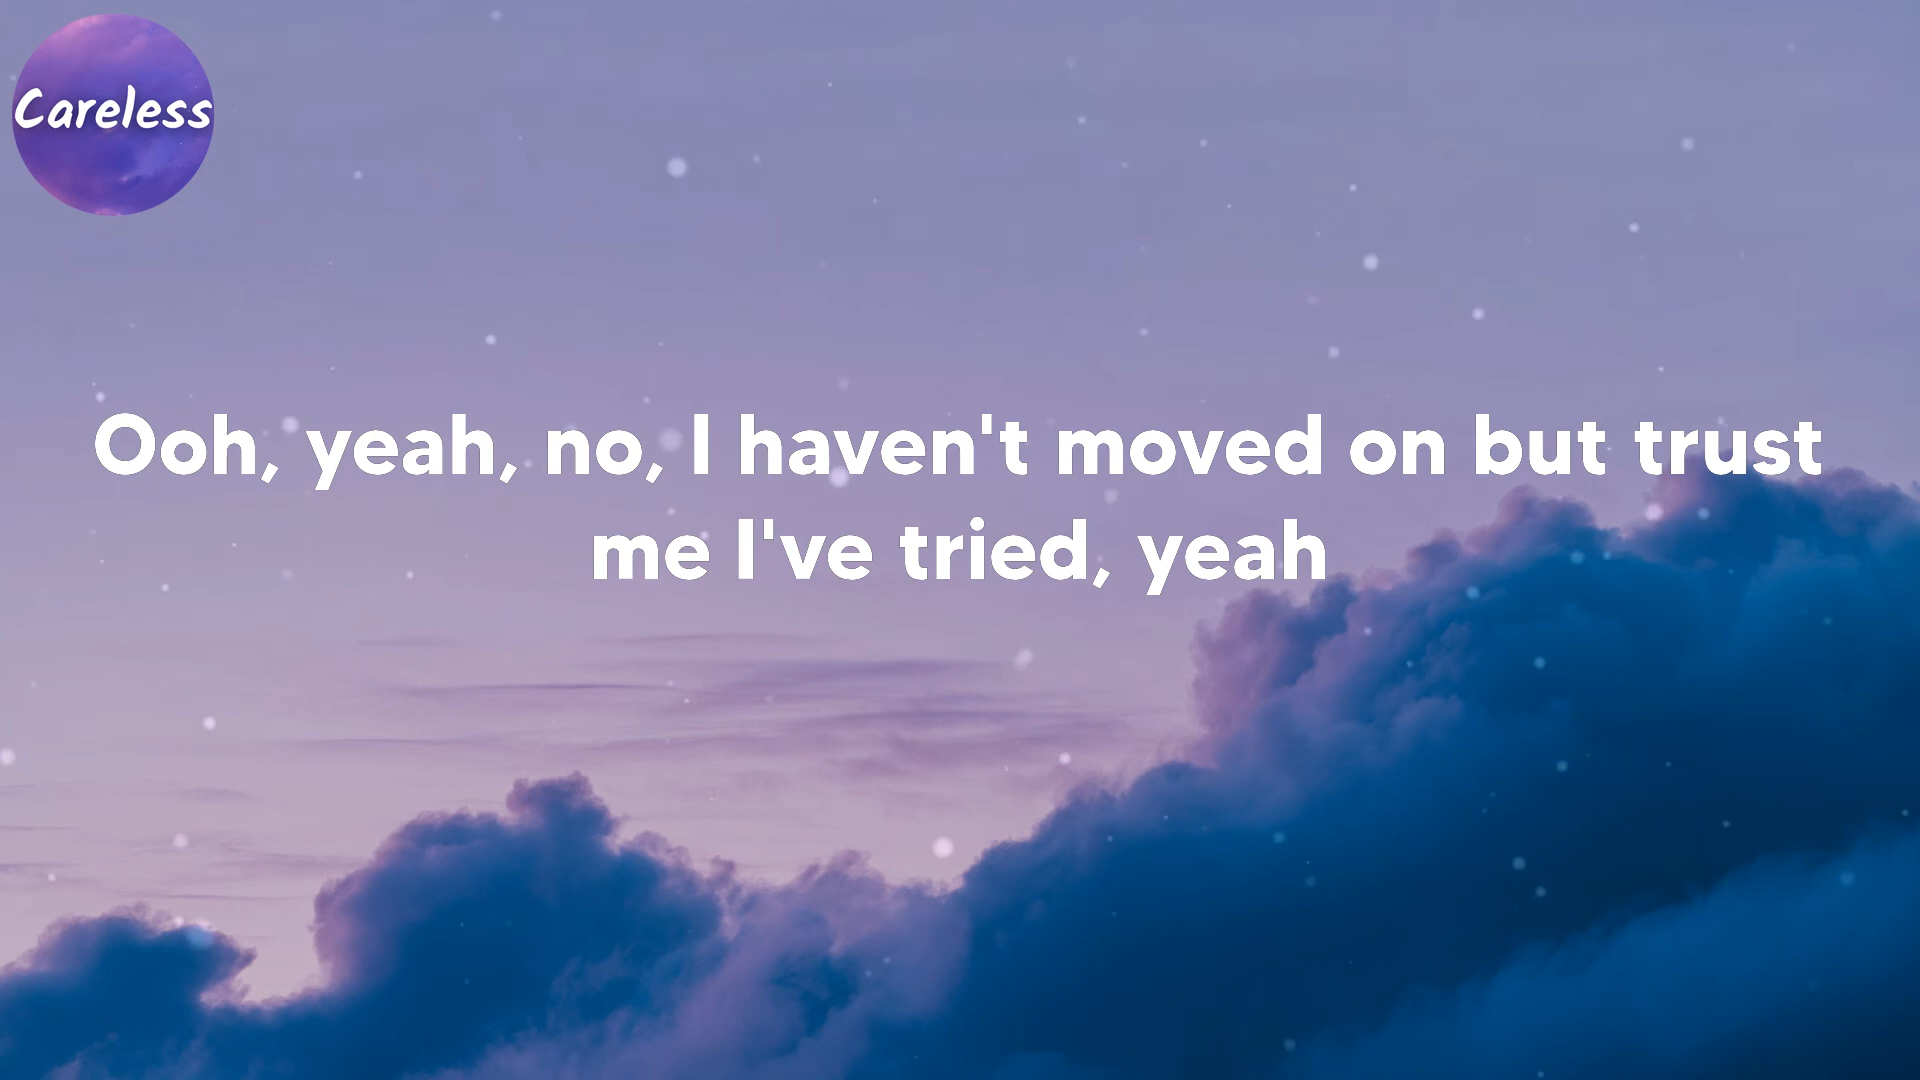 Careless
Ooh, yeah, no, I haven't moved on but trust
me I've tried, yeah